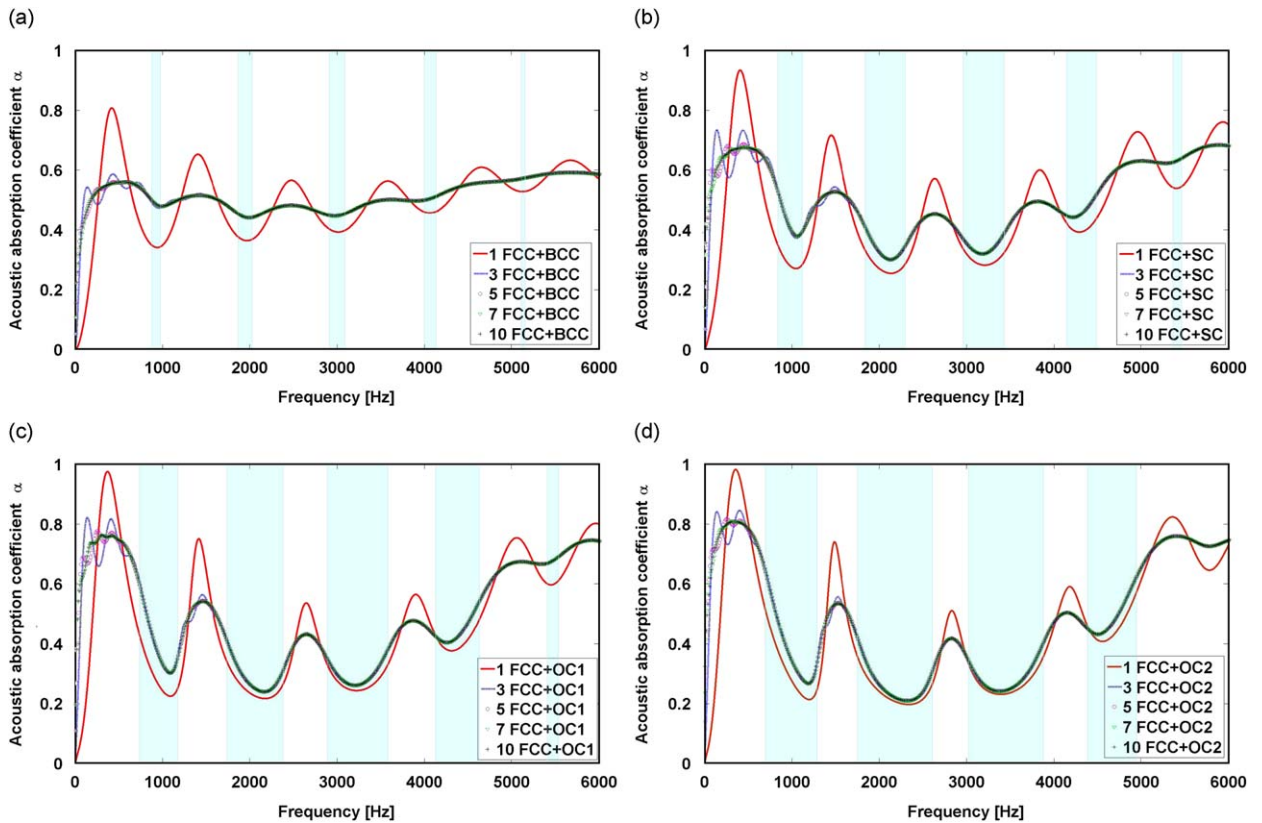 (a)
Acoustic absorption coefficient α
1
0.8
0.6
0.4
0.2
0
0 1000 2000 3000 4000 5000 6000
Frequency [Hz]
1 FCC+BCC
3 FCC+BCC
5 FCC+BCC
7 FCC+BCC
10 FCC+BCC
(b)
Acoustic absorption coefficient α
1
0.8
0.6
0.4
0.2
0
0 1000 2000 3000 4000 5000 6000
Frequency [Hz]
1 FCC+SC
3 FCC+SC
5 FCC+SC
7 FCC+SC
10 FCC+SC
(c)
Acoustic absorption coefficient α
1
0.8
0.6
0.4
0.2
0
0 1000 2000 3000 4000 5000 6000
Frequency [Hz]
1 FCC+OC1
3 FCC+OC1
5 FCC+OC1
7 FCC+OC1
10 FCC+OC1
(d)
Acoustic absorption coefficient α
1
0.8
0.6
0.4
0.2
0
0 1000 2000 3000 4000 5000 6000
Frequency [Hz]
1 FCC+OC2
3 FCC+OC2
5 FCC+OC2
7 FCC+OC2
10 FCC+OC2